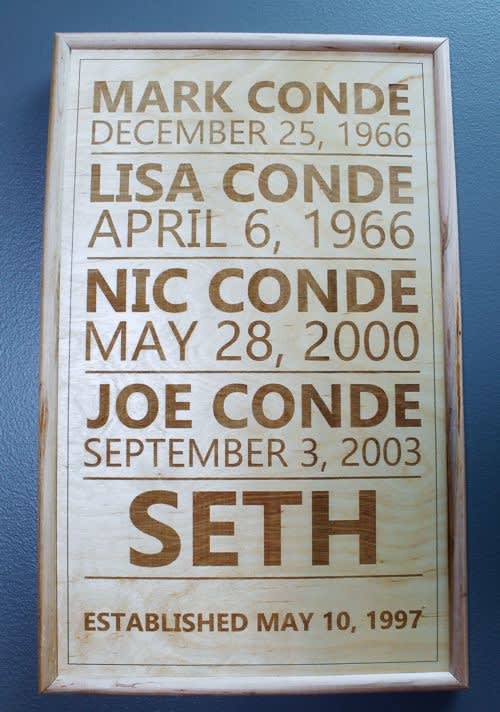 MARK CONDE
DECEMBER 25, 1966
LISA CONDE
APRIL 6, 1966
NIC CONDE
MAY 28, 2000
JOE CONDE
SEPTEMBER 3, 2003
SETH
ESTABLISHED MAY 10, 1997